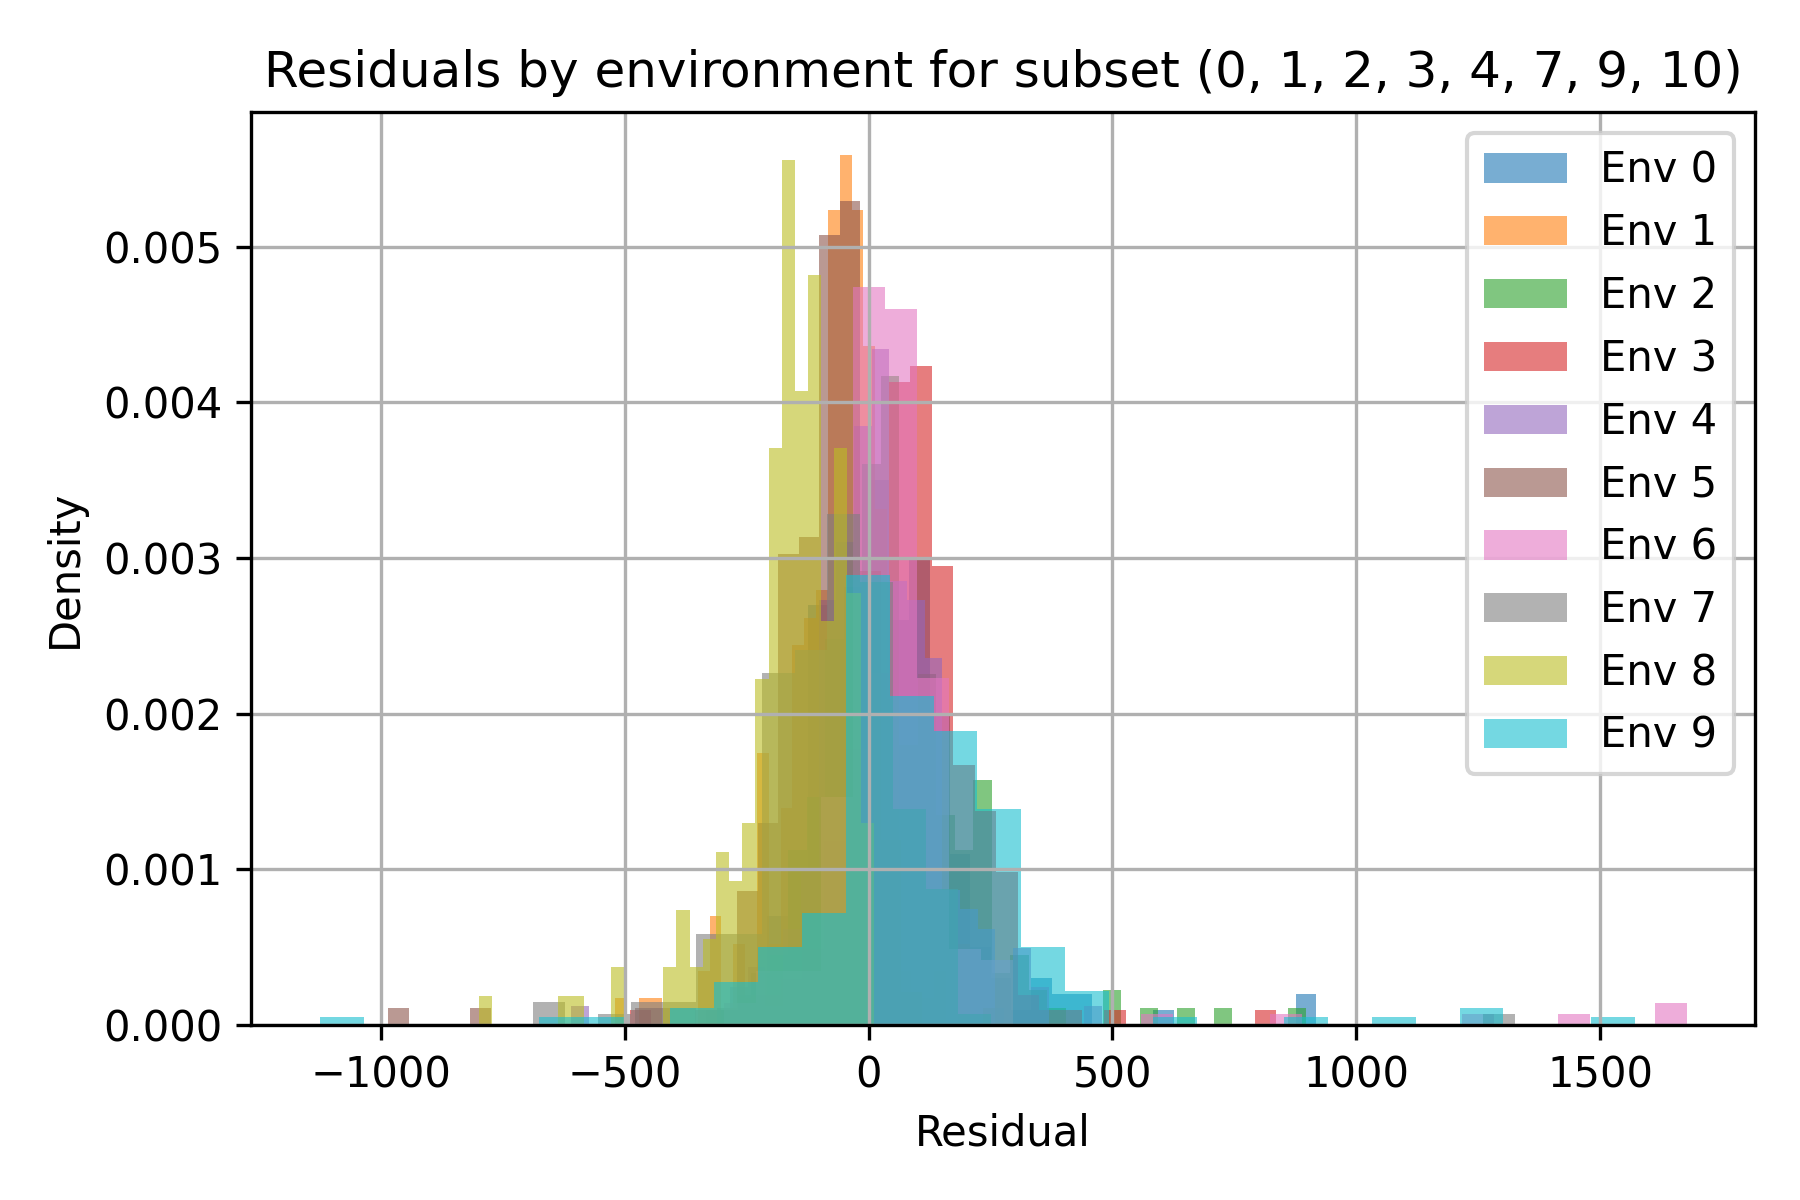 Residuals by environment for subset (0, 1, 2, 3, 4, 7, 9, 10)
Density
0.005
0.004
0.003
0.002
0.001
0.000
−1000
−500
0
500
1000
1500
Residual
Env 0
Env 1
Env 2
Env 3
Env 4
Env 5
Env 6
Env 7
Env 8
Env 9